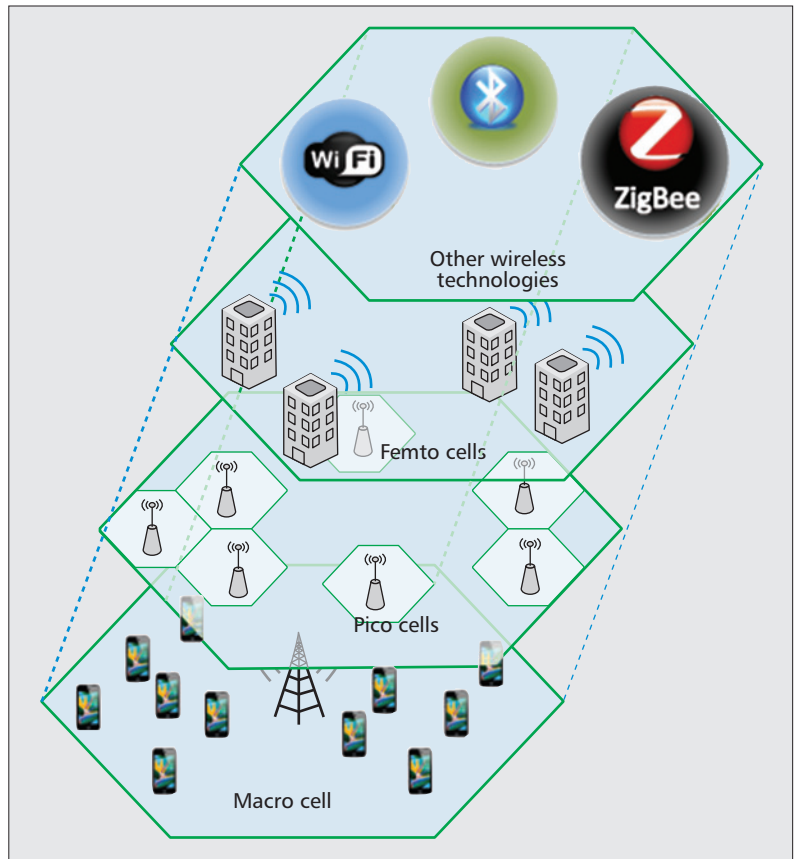 Wi Fi
Z
ZigBee
Other wireless
technologies
Femto cells
Pico cells
Macro cell